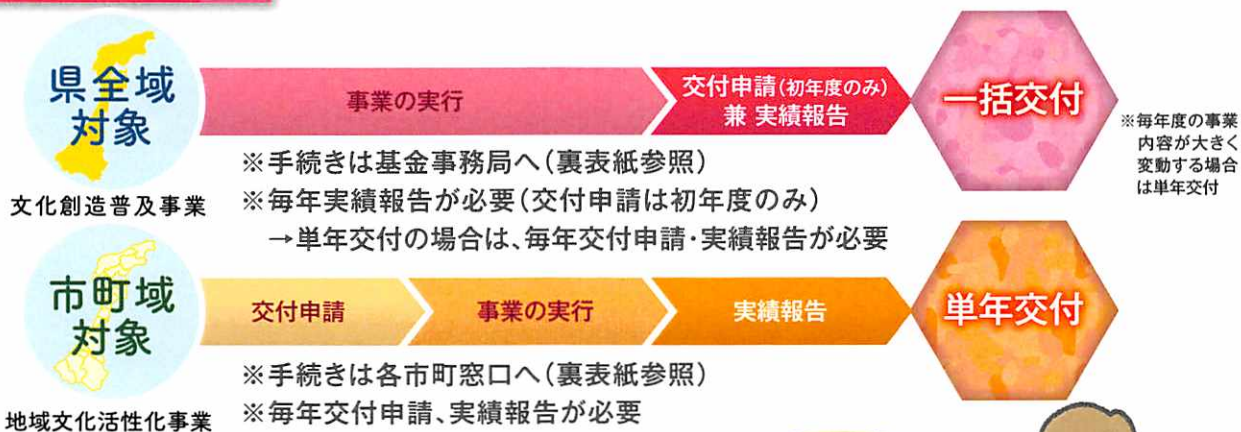 県全域
対象
文化創造普及事業
事業の実行
交付申請(初年度のみ)
兼 実績報告
一括交付
※毎年度の事業
内容が大きく
変動する場合
は単年交付
※手続きは基金事務局へ(裏表紙参照)
※毎年実績報告が必要(交付申請は初年度のみ)
→単年交付の場合は、毎年交付申請・実績報告が必要
市町域
対象
地域文化活性化事業
交付申請
事業の実行
実績報告
単年交付
※手続きは各市町窓口へ(裏表紙参照)
※毎年交付申請、実績報告が必要